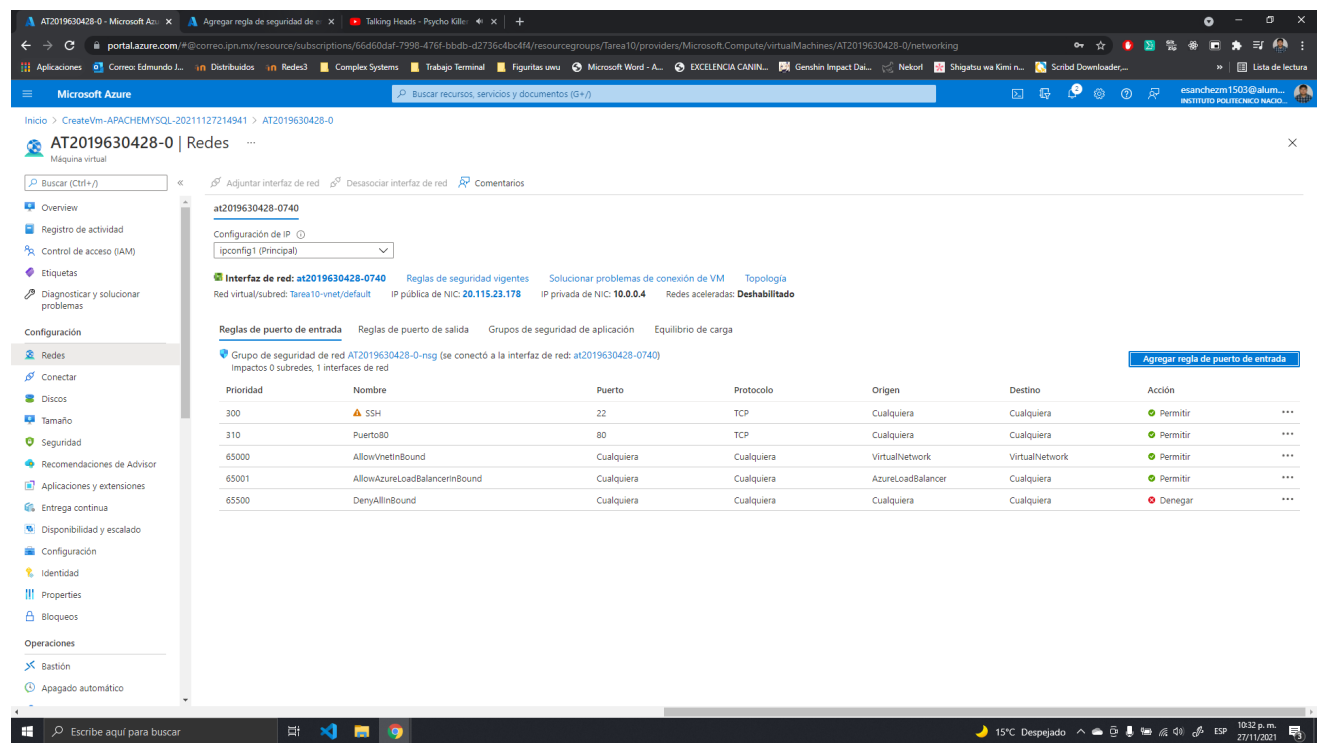 AT2019630428-0 - Microsoft Azu
Agregar regla de seguridad de e
Talking Heads - Psycho Killer
portal.azure.com/#@correo.ipn.mx/resource/subscriptions/66d60daf-7998-476f-bbdb-d2736c4bc4f4/resourcegroups/Tarea10/providers/Microsoft.Compute/virtualMachines/AT2019630428-0/networking
Aplicaciones Correo: Edmundo J... Distribuidos Redes3 Complex Systems Trabajo Terminal Figuritas uwu Microsoft Word - A... EXCELENCIA CANIN... Genshin Impact Dai... Nekorl Shigatsu wa Kimi n... Scribd Downloader,... » Lista de lectura
Microsoft Azure
Buscar recursos, servicios y documentos (G+/)
2
esanchezm1503@alum...
INSTITUTO POLITECNICO NACIO...
Inicio > CreateVm-APACHEMYSQL-20211127214941 > AT2019630428-0
AT2019630428-0 | Redes ...
Máquina virtual
Buscar (Ctrl+/)
«
Adjuntar interfaz de red Desasociar interfaz de red Comentarios
Overview
Registro de actividad
Control de acceso (IAM)
Etiquetas
Diagnosticar y solucionar
problemas
Configuración
Redes
Conectar
Discos
Tamaño
Seguridad
Recomendaciones de Advisor
Aplicaciones y extensiones
Entrega continua
Disponibilidad y escalado
Configuración
Identidad
Properties
Bloqueos
Operaciones
Bastión
Apagado automático
at2019630428-0740
Configuración de IP
ipconfig1 (Principal)
Interfaz de red: at2019630428-0740 Reglas de seguridad vigentes Solucionar problemas de conexión de VM Topología
Red virtual/subred: Tarea10-vnet/default IP pública de NIC: 20.115.23.178 IP privada de NIC: 10.0.0.4 Redes aceleradas: Deshabilitado
Reglas de puerto de entrada Reglas de puerto de salida Grupos de seguridad de aplicación Equilibrio de carga
Grupo de seguridad de red AT2019630428-0-nsg (se conectó a la interfaz de red: at2019630428-0740)
Impactos 0 subredes, 1 interfaces de red
Agregar regla de puerto de entrada
Prioridad Nombre Puerto Protocolo Origen Destino Acción
300 SSH 22 TCP Cualquiera Cualquiera Permitir ...
310 Puerto80 80 TCP Cualquiera Cualquiera Permitir ...
65000 AllowVnetInBound Cualquiera Cualquiera VirtualNetwork VirtualNetwork Permitir ...
65001 AllowAzureLoadBalancerInBound Cualquiera Cualquiera AzureLoadBalancer Cualquiera Permitir ...
65500 DenyAllInBound Cualquiera Cualquiera Cualquiera Cualquiera Denegar ...
Escribe aquí para buscar
15°C Despejado
ESP
10:32 p. m.
27/11/2021
3